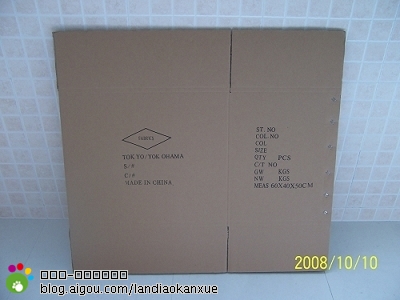 TOKYO/YOKOHAMA
S/#
C/#
MADE IN CHINA
ST.NO
COL.NO
COL
SIZE
QTY PCS
C/T NO
GW KGS
NW KGS
MEAS 60X40X50CM
2008/10/10
blog.aigou.com/landiaokanxue